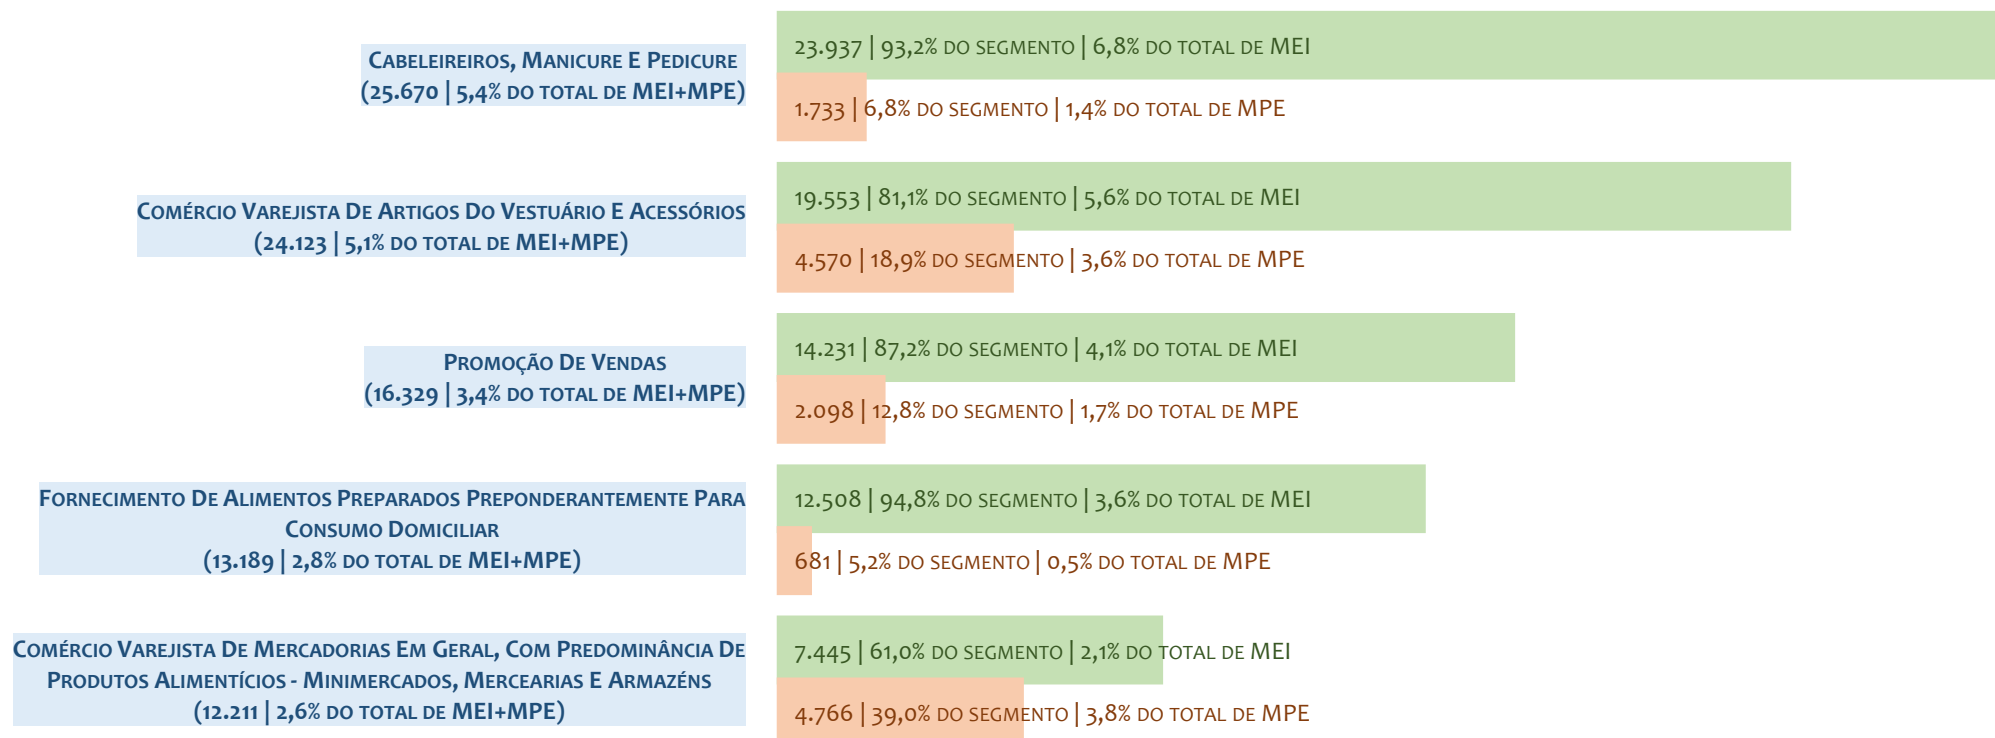 Cabeleireiros, Manicure E Pedicure
(25.670 | 5,4% do total de MEI+MPE)
23.937 | 93,2% do segmento | 6,8% do total de MEI
1.733 | 6,8% do segmento | 1,4% do total de MPE
Comércio Varejista De Artigos Do Vestuário E Acessórios
(24.123 | 5,1% do total de MEI+MPE)
19.553 | 81,1% do segmento | 5,6% do total de MEI
4.570 | 18,9% do segmento | 3,6% do total de MPE
Promoção De Vendas
(16.329 | 3,4% do total de MEI+MPE)
14.231 | 87,2% do segmento | 4,1% do total de MEI
2.098 | 12,8% do segmento | 1,7% do total de MPE
Fornecimento De Alimentos Preparados Preponderantemente Para
Consumo Domiciliar
(13.189 | 2,8% do total de MEI+MPE)
12.508 | 94,8% do segmento | 3,6% do total de MEI
681 | 5,2% do segmento | 0,5% do total de MPE
Comércio Varejista De Mercadorias Em Geral, Com Predominância De
Produtos Alimentícios - Minimercados, Mercearias E Armazéns
(12.211 | 2,6% do total de MEI+MPE)
7.445 | 61,0% do segmento | 2,1% do total de MEI
4.766 | 39,0% do segmento | 3,8% do total de MPE